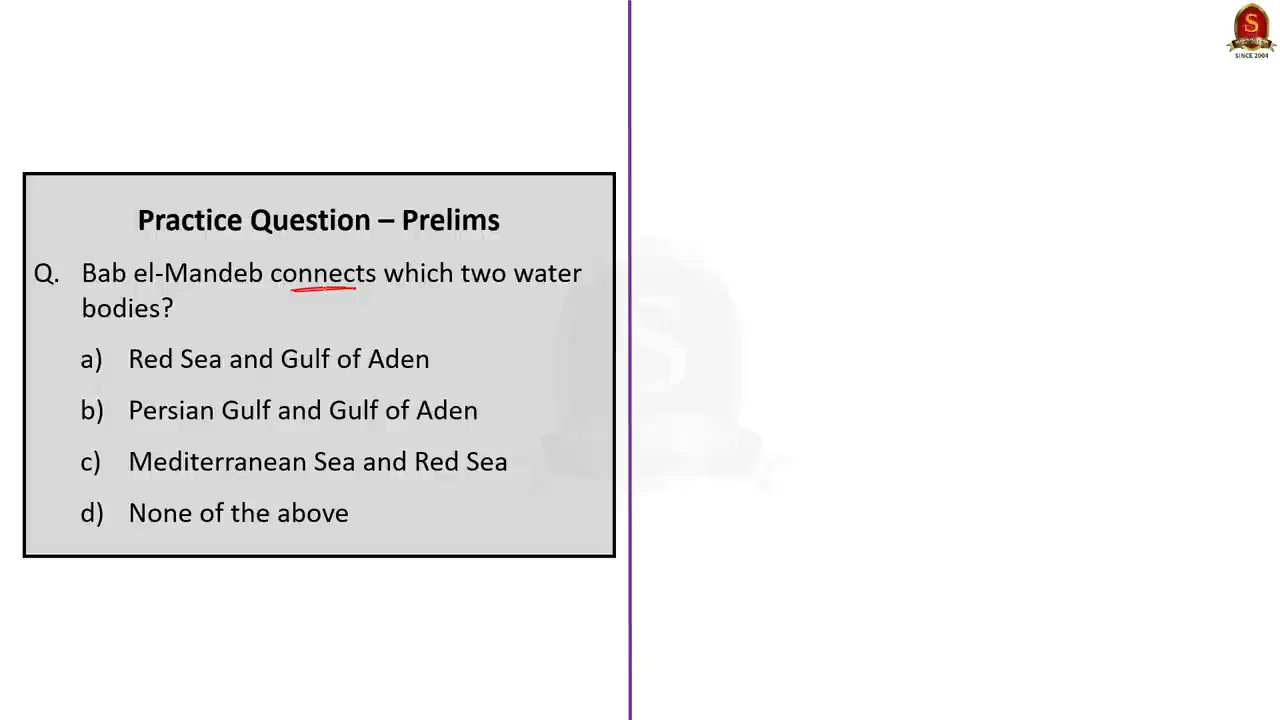 S
SINCE 2004
Practice Question – Prelims
Q. Bab el-Mandeb connects which two water
bodies?
a) Red Sea and Gulf of Aden
b) Persian Gulf and Gulf of Aden
c) Mediterranean Sea and Red Sea
d) None of the above
S